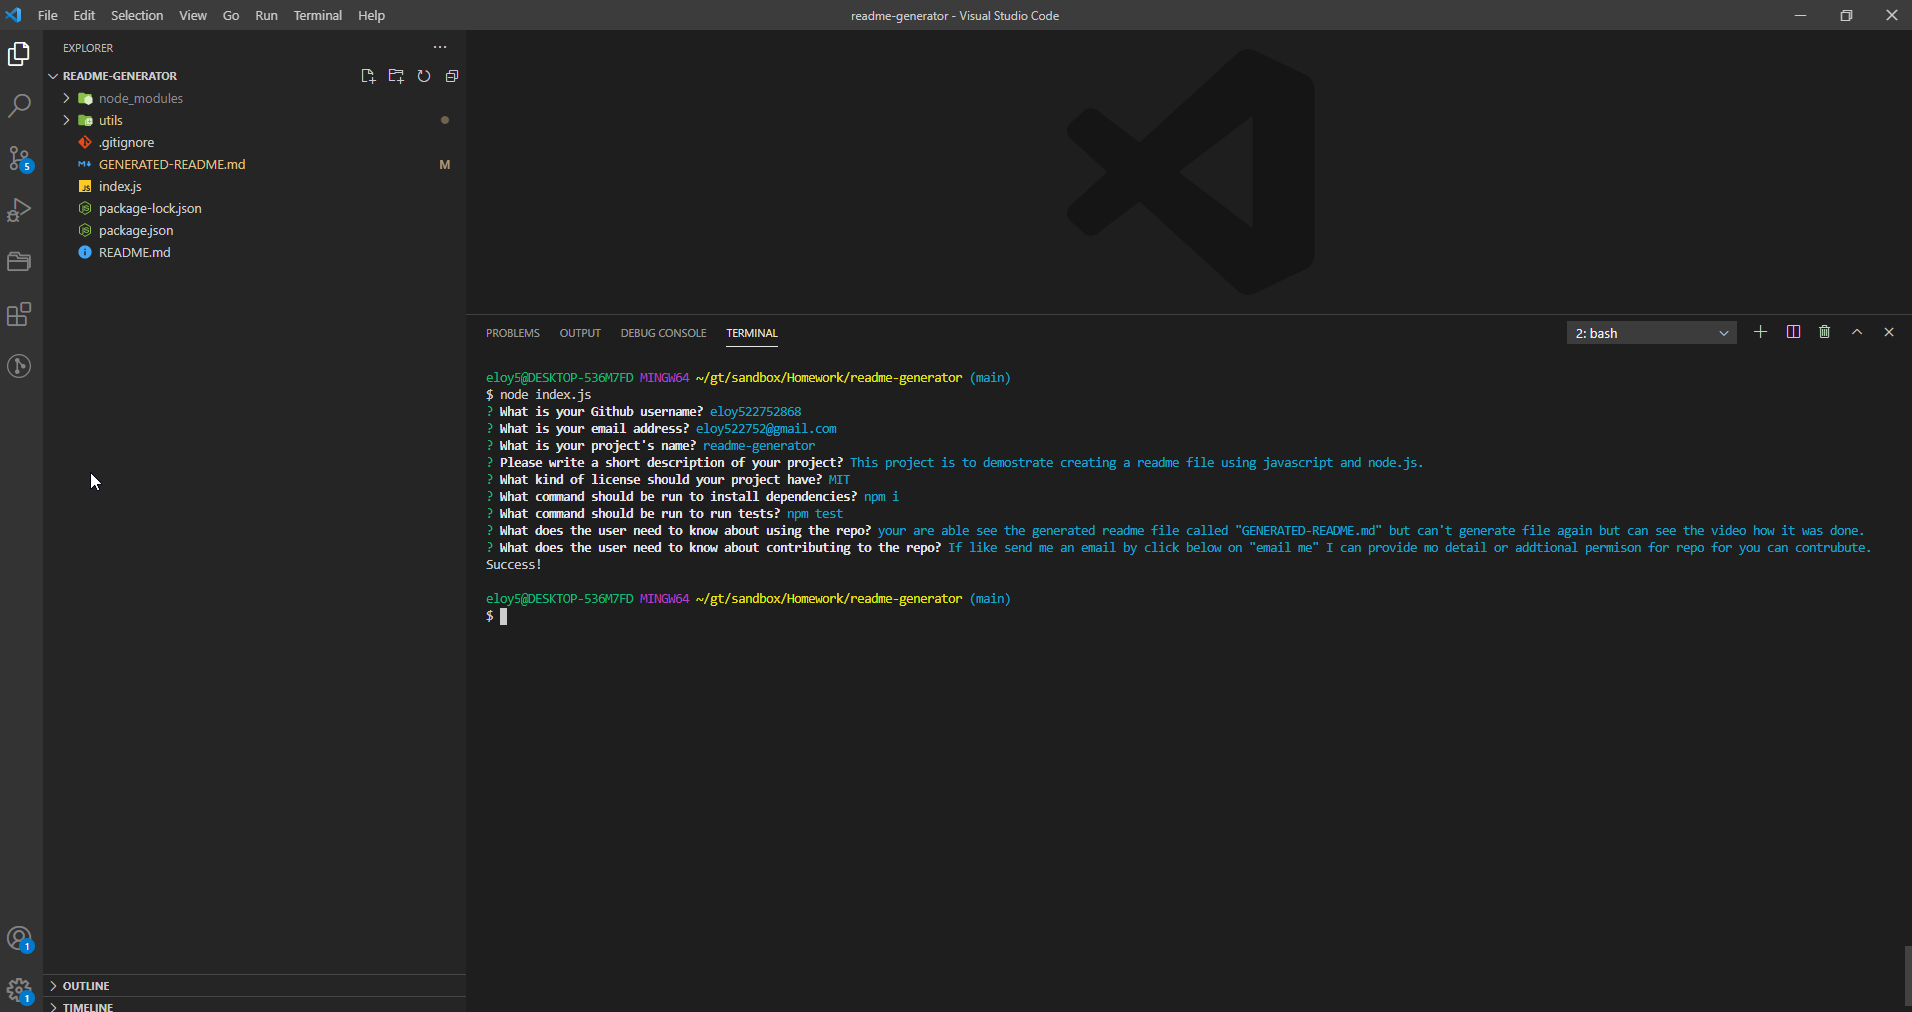 File Edit Selection View Go Run Terminal Help
readme-generator - Visual Studio Code
EXPLORER
README-GENERATOR
node_modules
utils
.gitignore
GENERATED-README.md M
JS index.js
package-lock.json
package.json
README.md
5
1
1
OUTLINE
TIMELINE
PROBLEMS OUTPUT DEBUG CONSOLE TERMINAL
2: bash
eloy5@DESKTOP-536M7FD MINGW64 ~/gt/sandbox/Homework/readme-generator (main)
$ node index.js
? What is your Github username? eloy522752868
? What is your email address? eloy522752@gmail.com
? What is your project's name? readme-generator
? Please write a short description of your project? This project is to demostrate creating a readme file using javascript and node.js.
? What kind of license should your project have? MIT
? What command should be run to install dependencies? npm i
? What command should be run to run tests? npm test
? What does the user need to know about using the repo? your are able see the generated readme file called "GENERATED-README.md" but can't generate file again but can see the video how it was done.
? What does the user need to know about contributing to the repo? If like send me an email by click below on "email me" I can provide mo detail or addtional permison for repo for you can contrubute.
Success!
eloy5@DESKTOP-536M7FD MINGW64 ~/gt/sandbox/Homework/readme-generator (main)
$